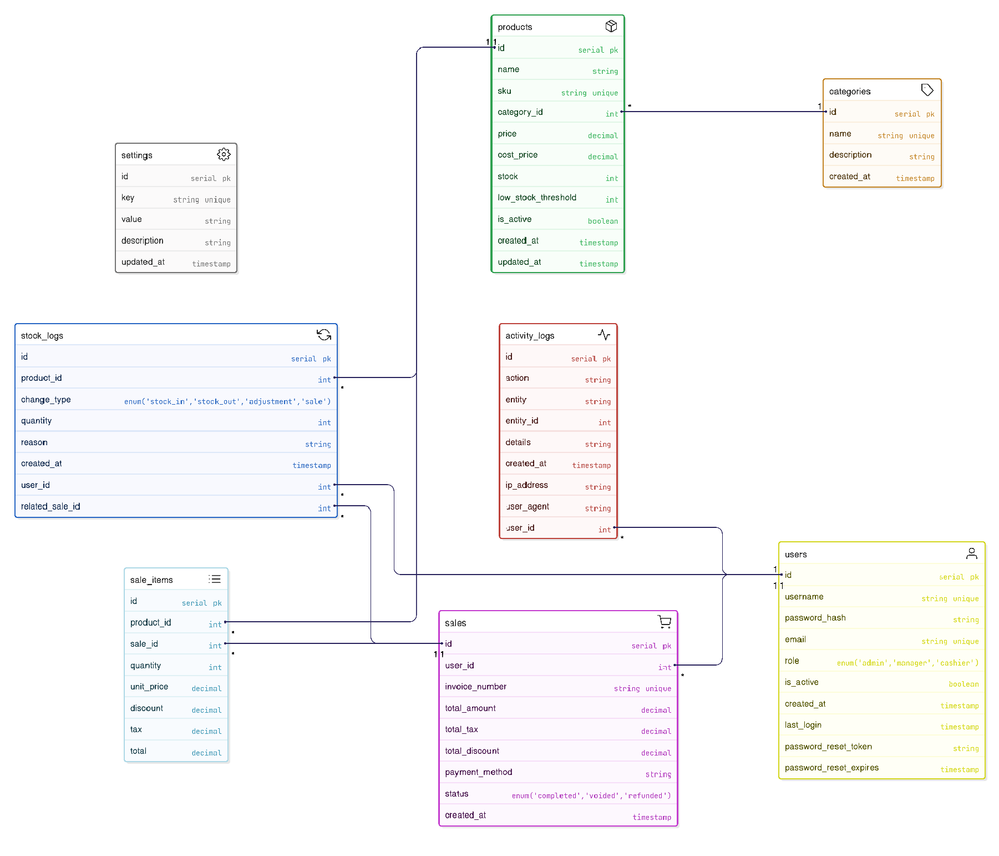 products
1 1
id serial pk
name string
sku string unique
category_id int
*
price decimal
cost_price decimal
stock int
low_stock_threshold int
is_active boolean
created_at timestamp
updated_at timestamp
categories
1
id serial pk
name string unique
description string
created_at timestamp
settings
id serial pk
key string unique
value string
description string
updated_at timestamp
stock_logs
id serial pk
product_id int
*
change_type enum('stock_in','stock_out','adjustment','sale')
quantity int
reason string
created_at timestamp
user_id int
*
related_sale_id int
*
activity_logs
id serial pk
action string
entity string
entity_id int
details string
created_at timestamp
ip_address string
user_agent string
user_id int
*
sale_items
id serial pk
product_id int
*
sale_id int
*
quantity int
unit_price decimal
discount decimal
tax decimal
total decimal
sales
id serial pk
1 1
user_id int
*
invoice_number string unique
total_amount decimal
total_tax decimal
total_discount decimal
payment_method string
status enum('completed','voided','refunded')
created_at timestamp
users
1
id serial pk
1 1
username string unique
password_hash string
email string unique
role enum('admin','manager','cashier')
is_active boolean
created_at timestamp
last_login timestamp
password_reset_token string
password_reset_expires timestamp